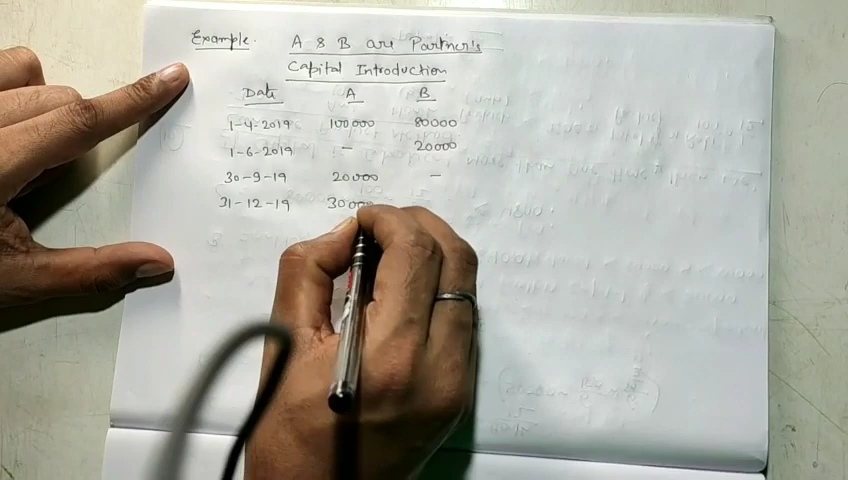 Example. A & B are Partner's
Capital Introduction
Date A B
1-4-2019 100000 80000
1-6-2019 - 20000
30-9-19 20000 -
31-12-19 30000